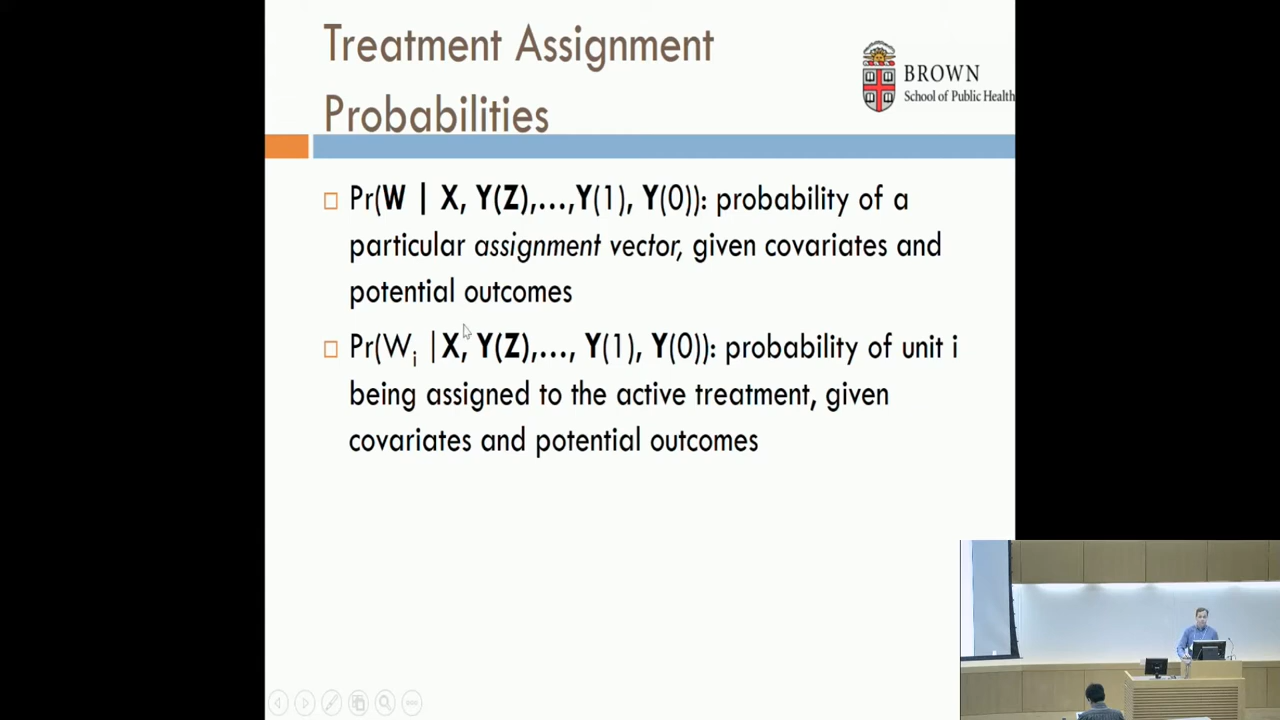 Treatment Assignment
Probabilities
BROWN
School of Public Health
Pr(W | X, Y(Z),...,Y(1), Y(0)): probability of a
particular assignment vector, given covariates and
potential outcomes
Pr(Wi |X, Y(Z),..., Y(1), Y(0)): probability of unit i
being assigned to the active treatment, given
covariates and potential outcomes